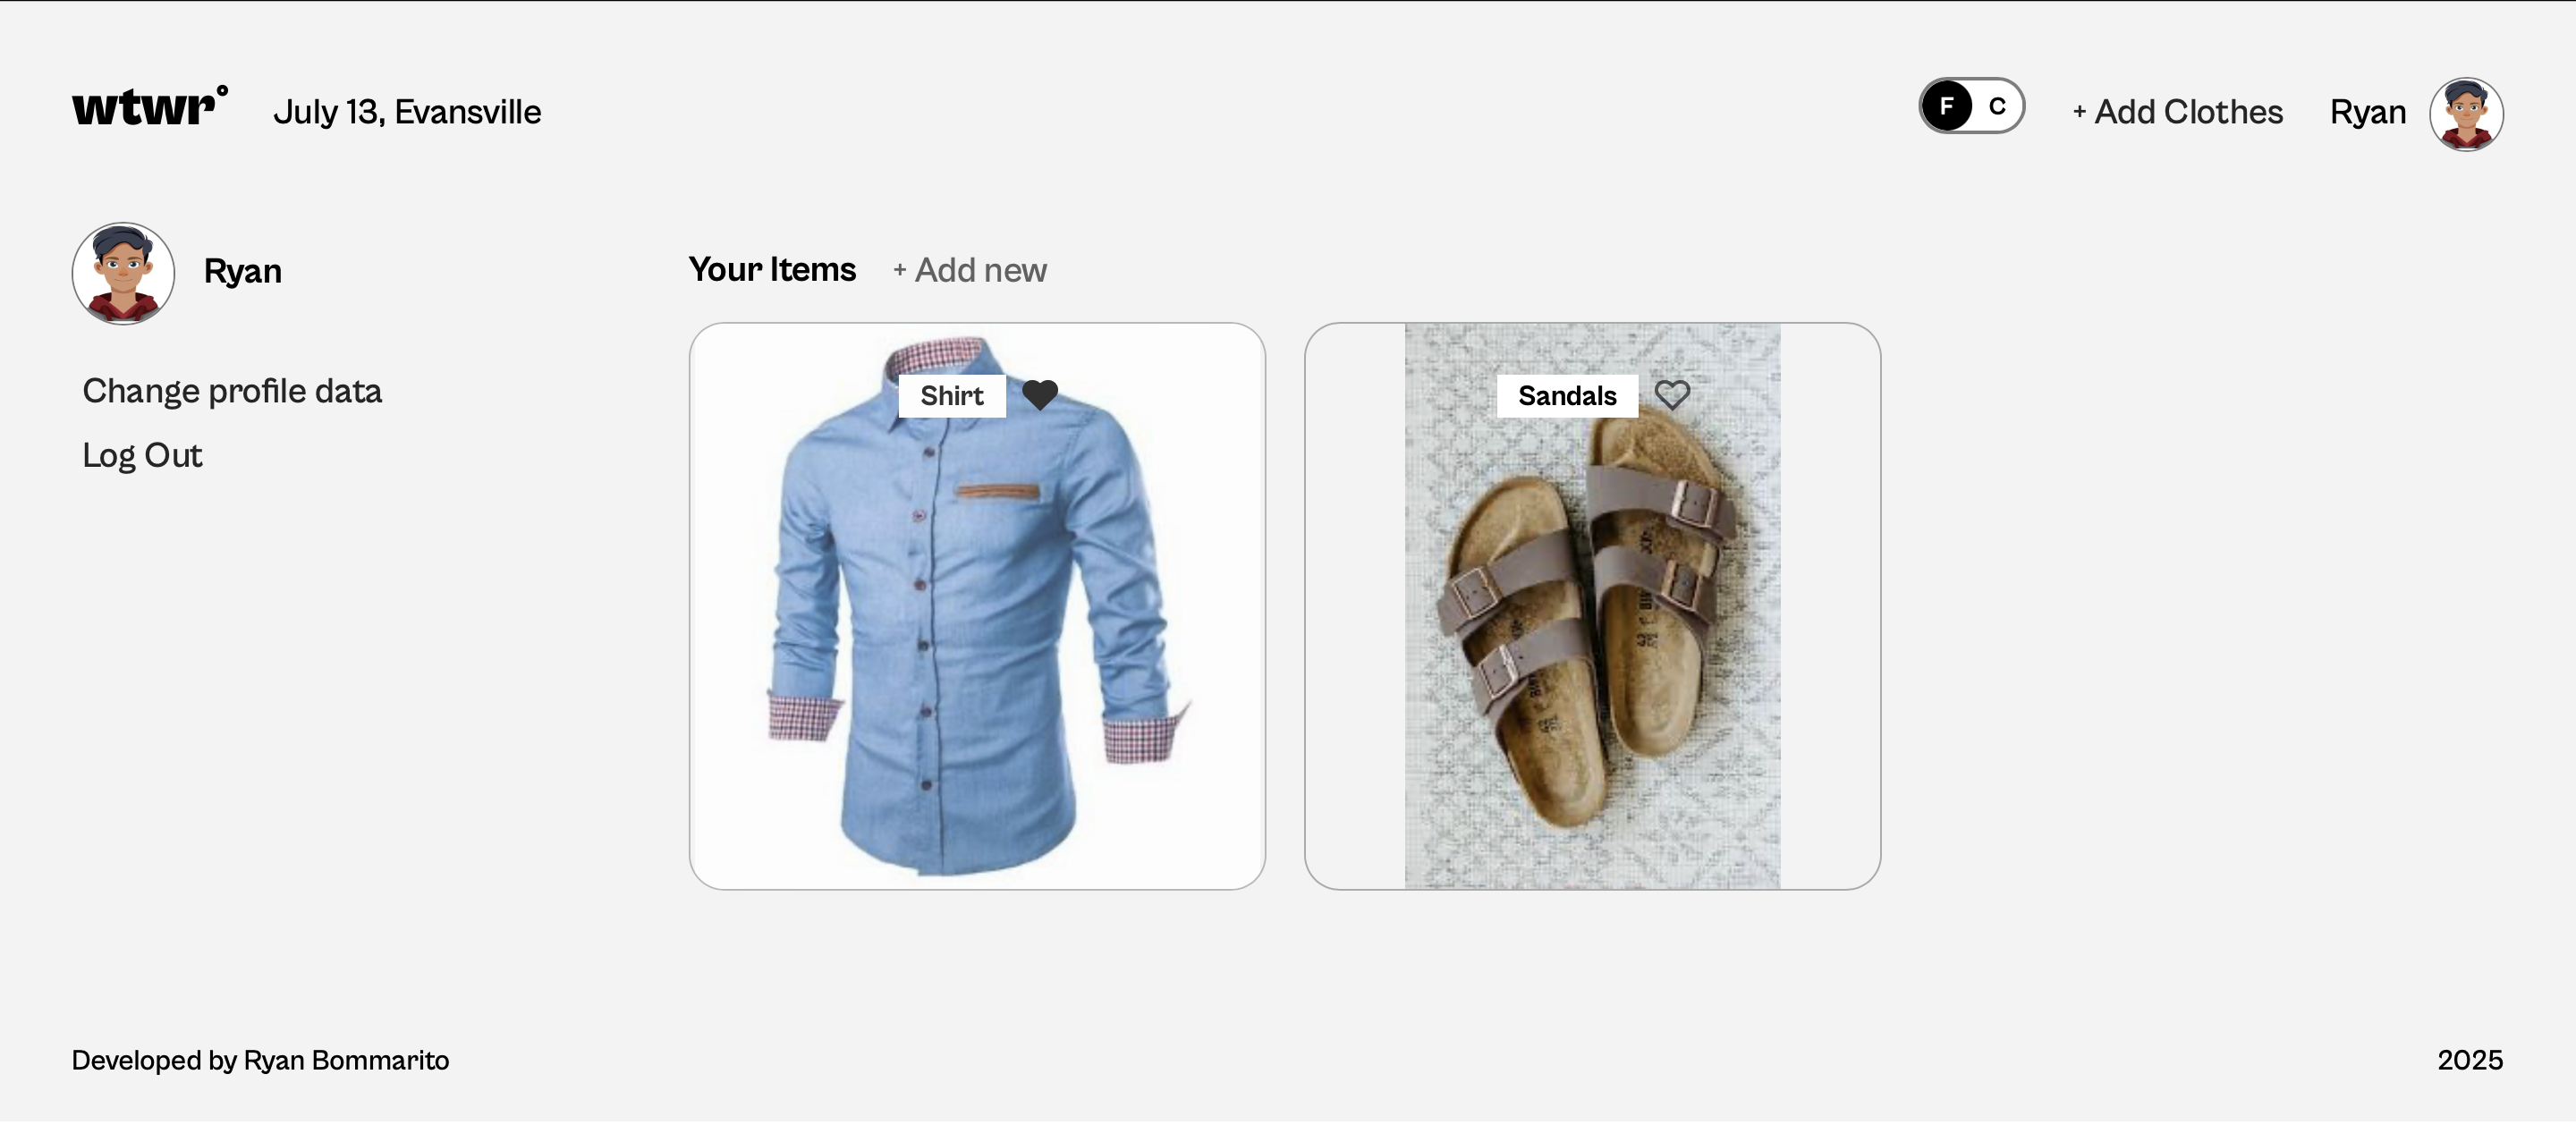 wtwr°
July 13, Evansville
F C
+ Add Clothes
Ryan
Ryan
Change profile data
Log Out
Your Items
+ Add new
Shirt
Sandals
Developed by Ryan Bommarito
2025